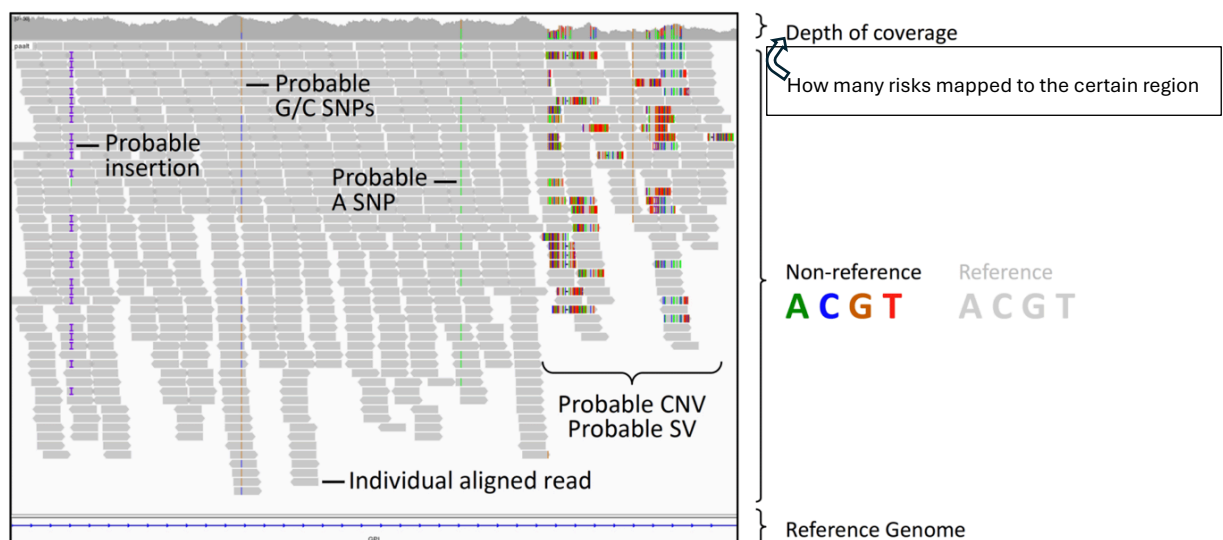 Depth of coverage
How many risks mapped to the certain region
Probable
G/C SNPs
Probable
insertion
Probable
A SNP
Non-reference
A C G T
Reference
A C G T
Probable CNV
Probable SV
Individual aligned read
Reference Genome